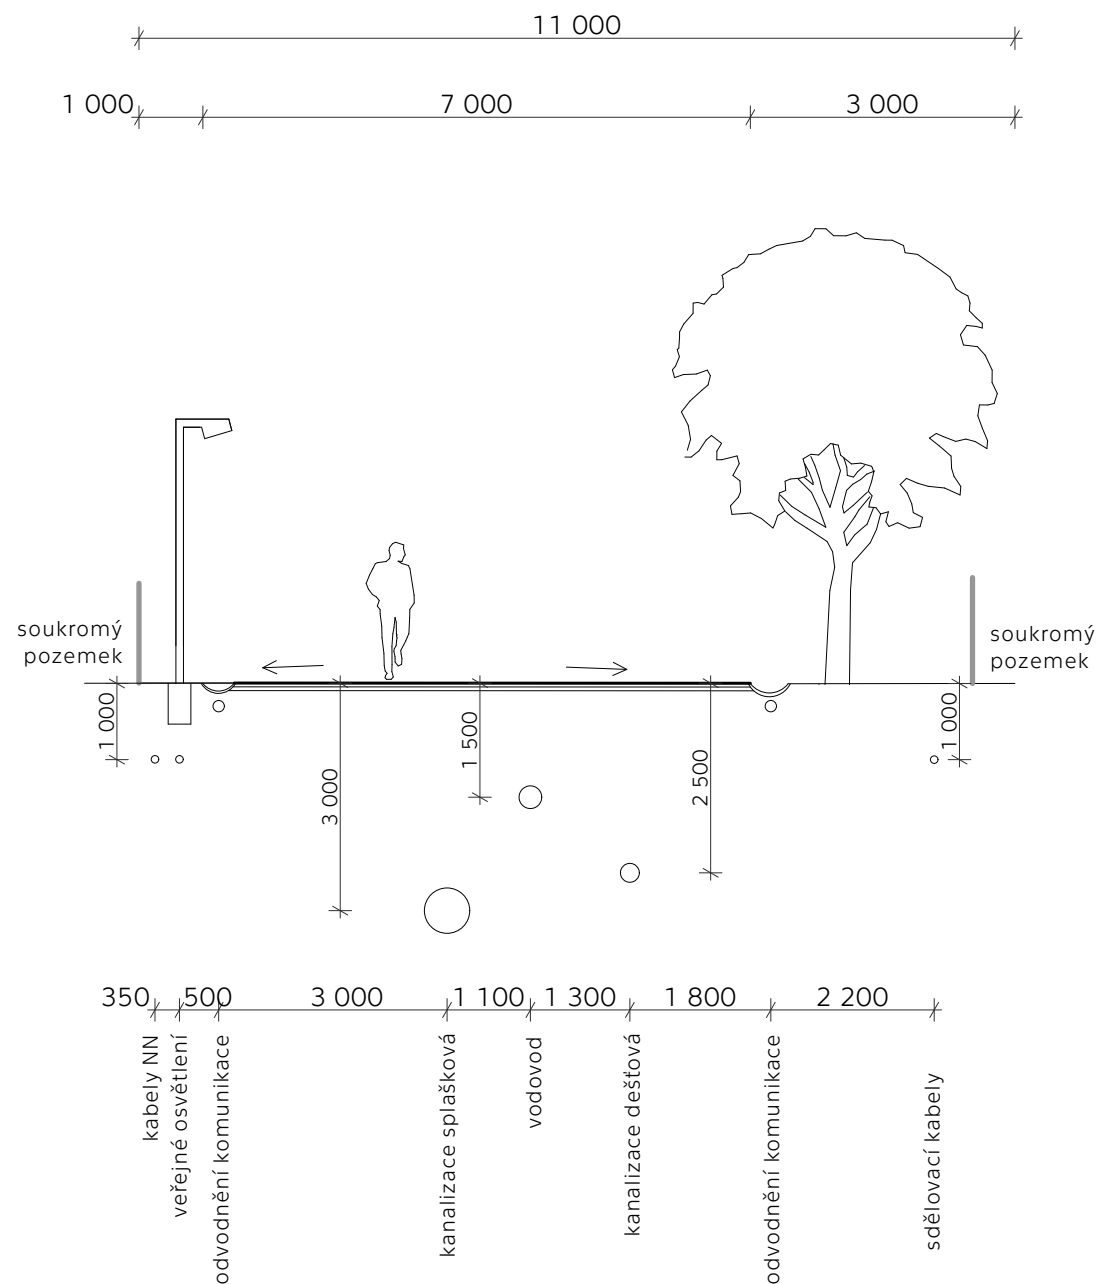 11 000
1 000
7 000
3 000
soukromý
pozemek
soukromý
pozemek
1 000
3 000
1 500
2 500
1 000
350
500
3 000
1 100
1 300
1 800
2 200
kabely NN
veřejné osvětlení
odvodnění komunikace
kanalizace splašková
vodovod
kanalizace dešťová
odvodnění komunikace
sdělovací kabely